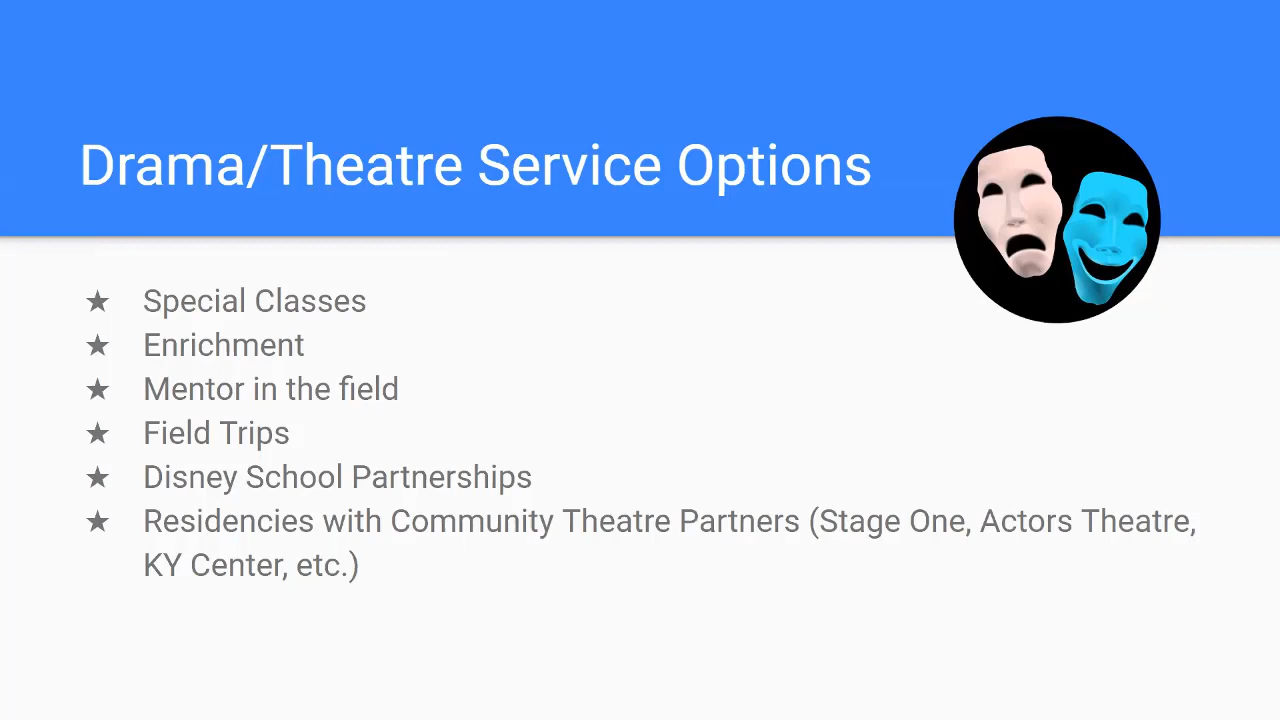 Drama/Theatre Service Options
★ Special Classes
★ Enrichment
★ Mentor in the field
★ Field Trips
★ Disney School Partnerships
★ Residencies with Community Theatre Partners (Stage One, Actors Theatre,
KY Center, etc.)